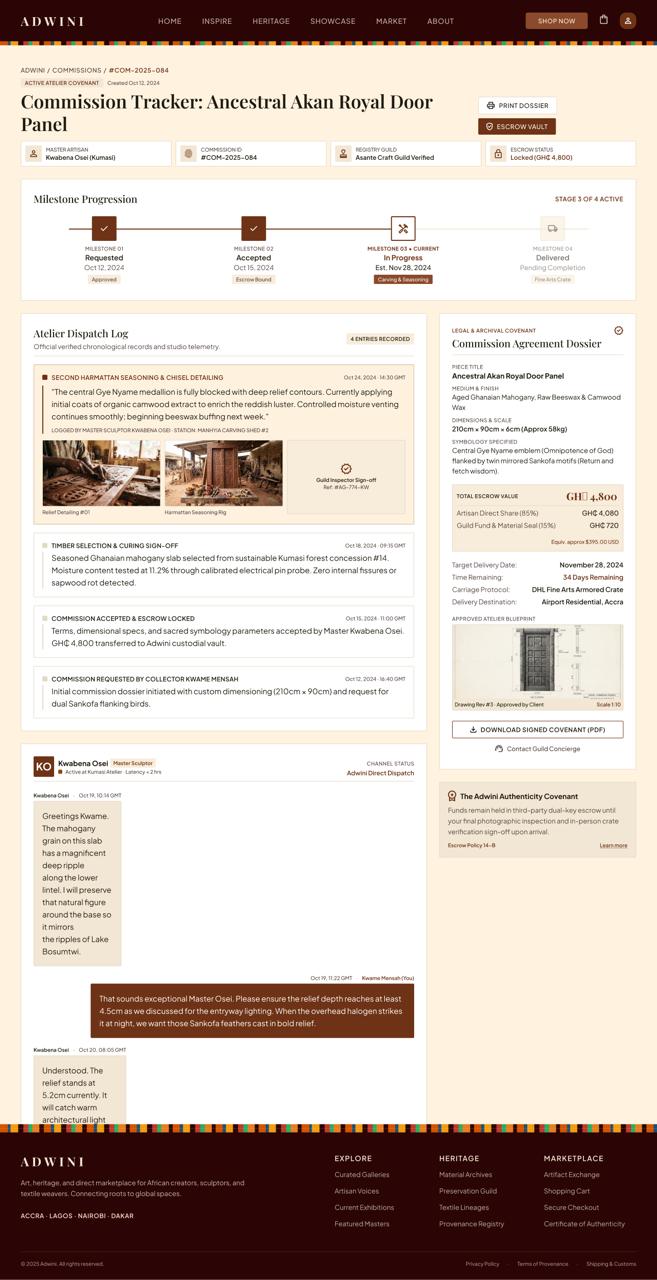 ADWINI
HOME INSPIRE HERITAGE SHOWCASE MARKET ABOUT
SHOP NOW
ADWINI / COMMISSIONS / #COM-2025-084
ACTIVE ATELIER COVENANT Created Oct 12, 2024
Commission Tracker: Ancestral Akan Royal Door
Panel
PRINT DOSSIER
ESCROW VAULT
MASTER ARTISAN
Kwabena Osei (Kumasi)
COMMISSION ID
#COM-2025-084
REGISTRY GUILD
Asante Craft Guild Verified
ESCROW STATUS
Locked (GH₵ 4,800)
Milestone Progression
STAGE 3 OF 4 ACTIVE
MILESTONE 01
Requested
Oct 12, 2024
Approved
MILESTONE 02
Accepted
Oct 15, 2024
Escrow Bound
MILESTONE 03 • CURRENT
In Progress
Est. Nov 28, 2024
Carving & Seasoning
MILESTONE 04
Delivered
Pending Completion
Fine Arts Crate
Atelier Dispatch Log
Official verified chronological records and studio telemetry.
4 ENTRIES RECORDED
SECOND HARMATTAN SEASONING & CHISEL DETAILING
Oct 24, 2024 · 14:30 GMT
"The central Gye Nyame medallion is fully blocked with deep relief contours. Currently applying
initial coats of organic camwood extract to enrich the reddish luster. Controlled moisture venting
continues smoothly; beginning beeswax buffing next week."
LOGGED BY MASTER SCULPTOR KWABENA OSEI · STATION: MANHYIA CARVING SHED #2
Relief Detailing #01
Harmattan Seasoning Rig
Guild Inspector Sign-off
Ref: #AG-774-KW
TIMBER SELECTION & CURING SIGN-OFF
Oct 18, 2024 · 09:15 GMT
Seasoned Ghanaian mahogany slab selected from sustainable Kumasi forest concession #14.
Moisture content tested at 11.2% through calibrated electrical pin probe. Zero internal fissures or
sapwood rot detected.
COMMISSION ACCEPTED & ESCROW LOCKED
Oct 15, 2024 · 11:00 GMT
Terms, dimensional specs, and sacred symbology parameters accepted by Master Kwabena Osei.
GH₵ 4,800 transferred to Adwini custodial vault.
COMMISSION REQUESTED BY COLLECTOR KWAME MENSAH
Oct 12, 2024 · 16:40 GMT
Initial commission dossier initiated with custom dimensioning (210cm × 90cm) and request for
dual Sankofa flanking birds.
LEGAL & ARCHIVAL COVENANT
Commission Agreement Dossier
PIECE TITLE
Ancestral Akan Royal Door Panel
MEDIUM & FINISH
Aged Ghanaian Mahogany, Raw Beeswax & Camwood
Wax
DIMENSIONS & SCALE
210cm × 90cm × 6cm (Approx 58kg)
SYMBOLOGY SPECIFIED
Central Gye Nyame emblem (Omnipotence of God)
flanked by twin mirrored Sankofa motifs (Return and
fetch wisdom).
TOTAL ESCROW VALUE GH₵ 4,800
Artisan Direct Share (85%) GH₵ 4,080
Guild Fund & Material Seal (15%) GH₵ 720
Equiv. approx $395.00 USD
Target Delivery Date: November 28, 2024
Time Remaining: 34 Days Remaining
Carriage Protocol: DHL Fine Arts Armored Crate
Delivery Destination: Airport Residential, Accra
APPROVED ATELIER BLUEPRINT
Drawing Rev #3 · Approved by Client Scale 1:10
DOWNLOAD SIGNED COVENANT (PDF)
Contact Guild Concierge
The Adwini Authenticity Covenant
Funds remain held in third-party dual-key escrow until
your final photographic inspection and in-person crate
verification sign-off upon arrival.
Escrow Policy 14-B Learn more
KO
Kwabena Osei Master Sculptor
Active at Kumasi Atelier · Latency < 2 hrs
CHANNEL STATUS
Adwini Direct Dispatch
Kwabena Osei · Oct 19, 10:14 GMT
Greetings Kwame.
The mahogany
grain on this slab
has a magnificent
deep ripple
along the lower
lintel. I will preserve
that natural figure
around the base so
it mirrors
the ripples of Lake
Bosumtwi.
Oct 19, 11:22 GMT · Kwame Mensah (You)
That sounds exceptional Master Osei. Please ensure the relief depth reaches at least
4.5cm as we discussed for the entryway lighting. When the overhead halogen strikes
it at night, we want those Sankofa feathers cast in bold relief.
Kwabena Osei · Oct 20, 08:05 GMT
Understood. The
relief stands at
5.2cm currently. It
will catch warm
architectural light
ADWINI
Art, heritage, and direct marketplace for African creators, sculptors, and
textile weavers. Connecting roots to global spaces.
ACCRA · LAGOS · NAIROBI · DAKAR
EXPLORE
Curated Galleries
Artisan Voices
Current Exhibitions
Featured Masters
HERITAGE
Material Archives
Preservation Guild
Textile Lineages
Provenance Registry
MARKETPLACE
Artifact Exchange
Shopping Cart
Secure Checkout
Certificate of Authenticity
© 2025 Adwini. All rights reserved.
Privacy Policy · Terms of Provenance · Shipping & Customs